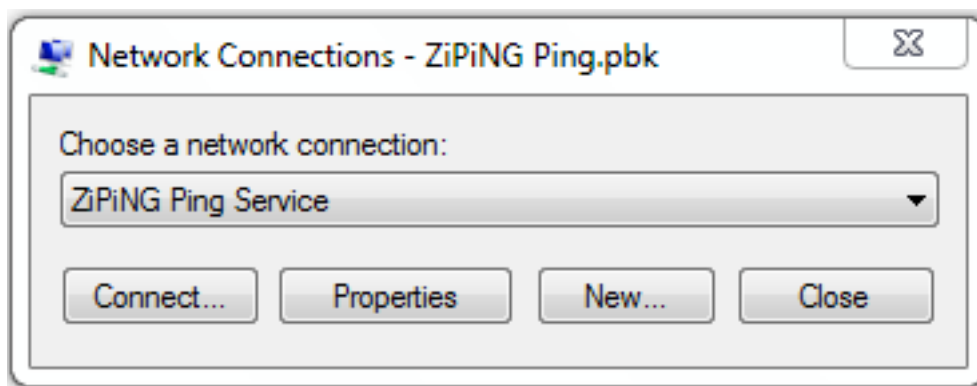 Network Connections - ZiPiNG Ping.pbk
Choose a network connection:
ZiPiNG Ping Service
Connect... Properties New... Close